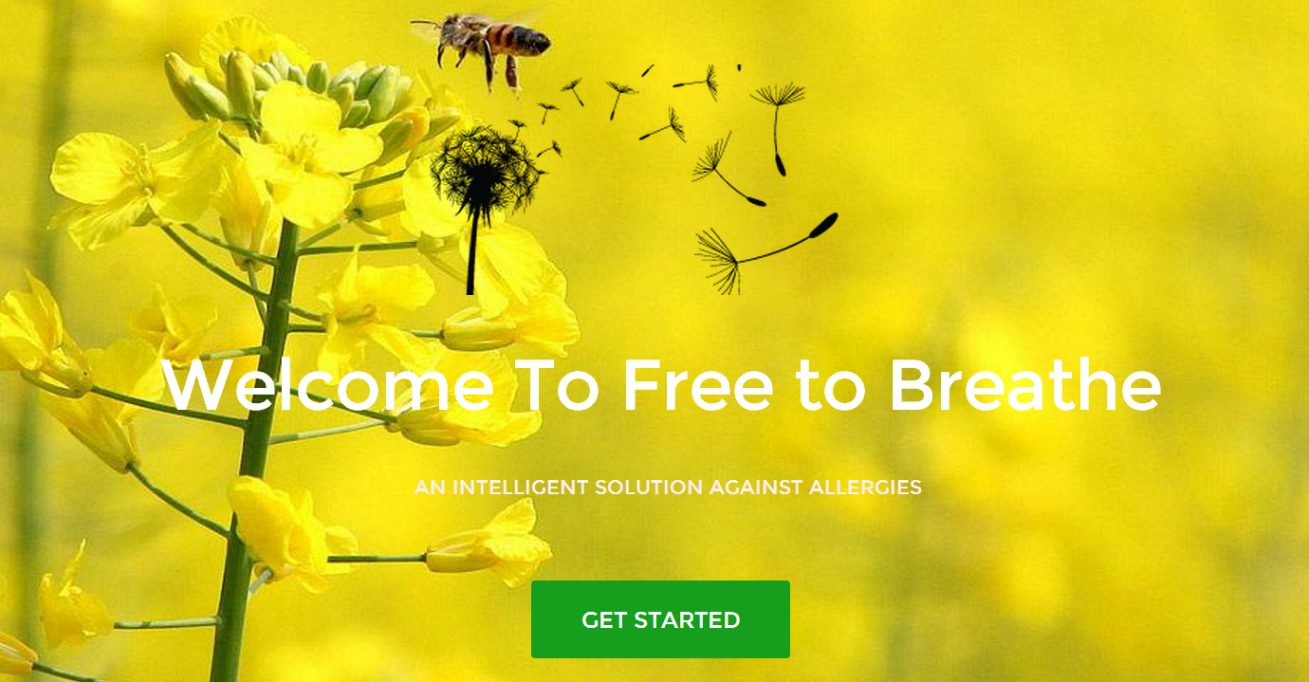 Welcome To Free to Breathe
AN INTELLIGENT SOLUTION AGAINST ALLERGIES
GET STARTED